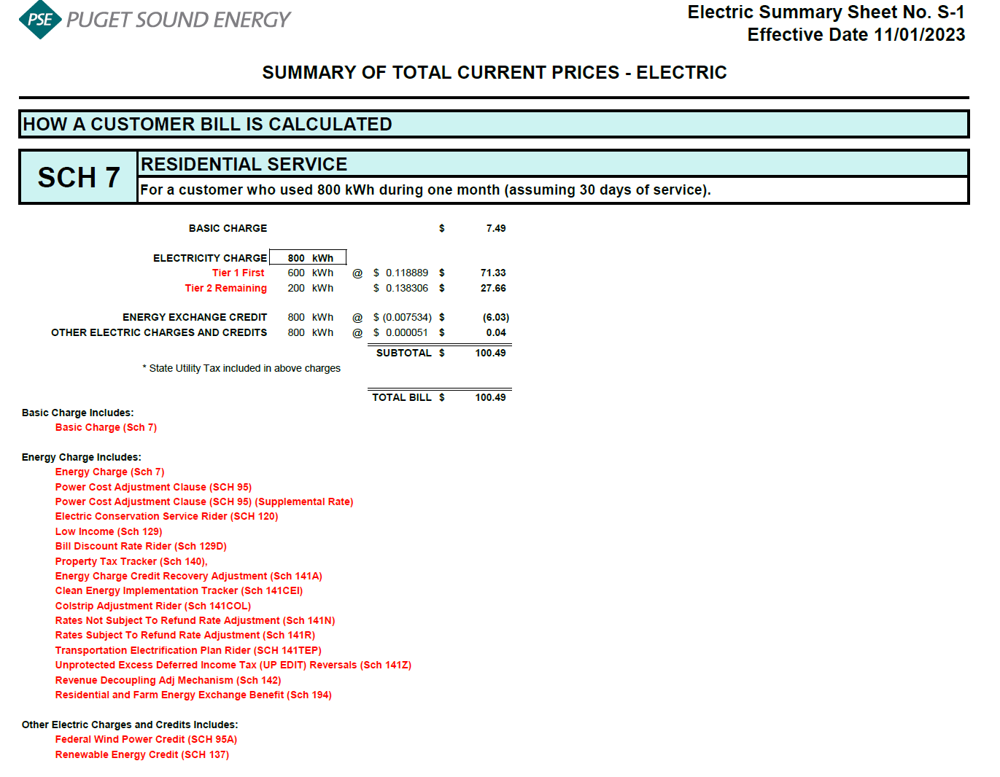 PSE PUGET SOUND ENERGY
Electric Summary Sheet No. S-1
Effective Date 11/01/2023
SUMMARY OF TOTAL CURRENT PRICES - ELECTRIC
HOW A CUSTOMER BILL IS CALCULATED
SCH 7
RESIDENTIAL SERVICE
For a customer who used 800 kWh during one month (assuming 30 days of service).
BASIC CHARGE $ 7.49
ELECTRICITY CHARGE 800 kWh
Tier 1 First 600 kWh @ $ 0.118889 $ 71.33
Tier 2 Remaining 200 kWh $ 0.138306 $ 27.66
ENERGY EXCHANGE CREDIT 800 kWh @ $ (0.007534) $ (6.03)
OTHER ELECTRIC CHARGES AND CREDITS 800 kWh @ $ 0.000051 $ 0.04
SUBTOTAL $ 100.49
* State Utility Tax included in above charges
TOTAL BILL $ 100.49
Basic Charge Includes:
Basic Charge (Sch 7)
Energy Charge Includes:
Energy Charge (Sch 7)
Power Cost Adjustment Clause (SCH 95)
Power Cost Adjustment Clause (SCH 95) (Supplemental Rate)
Electric Conservation Service Rider (SCH 120)
Low Income (Sch 129)
Bill Discount Rate Rider (Sch 129D)
Property Tax Tracker (Sch 140),
Energy Charge Credit Recovery Adjustment (Sch 141A)
Clean Energy Implementation Tracker (Sch 141CEI)
Colstrip Adjustment Rider (Sch 141COL)
Rates Not Subject To Refund Rate Adjustment (Sch 141N)
Rates Subject To Refund Rate Adjustment (Sch 141R)
Transportation Electrification Plan Rider (SCH 141TEP)
Unprotected Excess Deferred Income Tax (UP EDIT) Reversals (Sch 141Z)
Revenue Decoupling Adj Mechanism (Sch 142)
Residential and Farm Energy Exchange Benefit (Sch 194)
Other Electric Charges and Credits Includes:
Federal Wind Power Credit (SCH 95A)
Renewable Energy Credit (SCH 137)